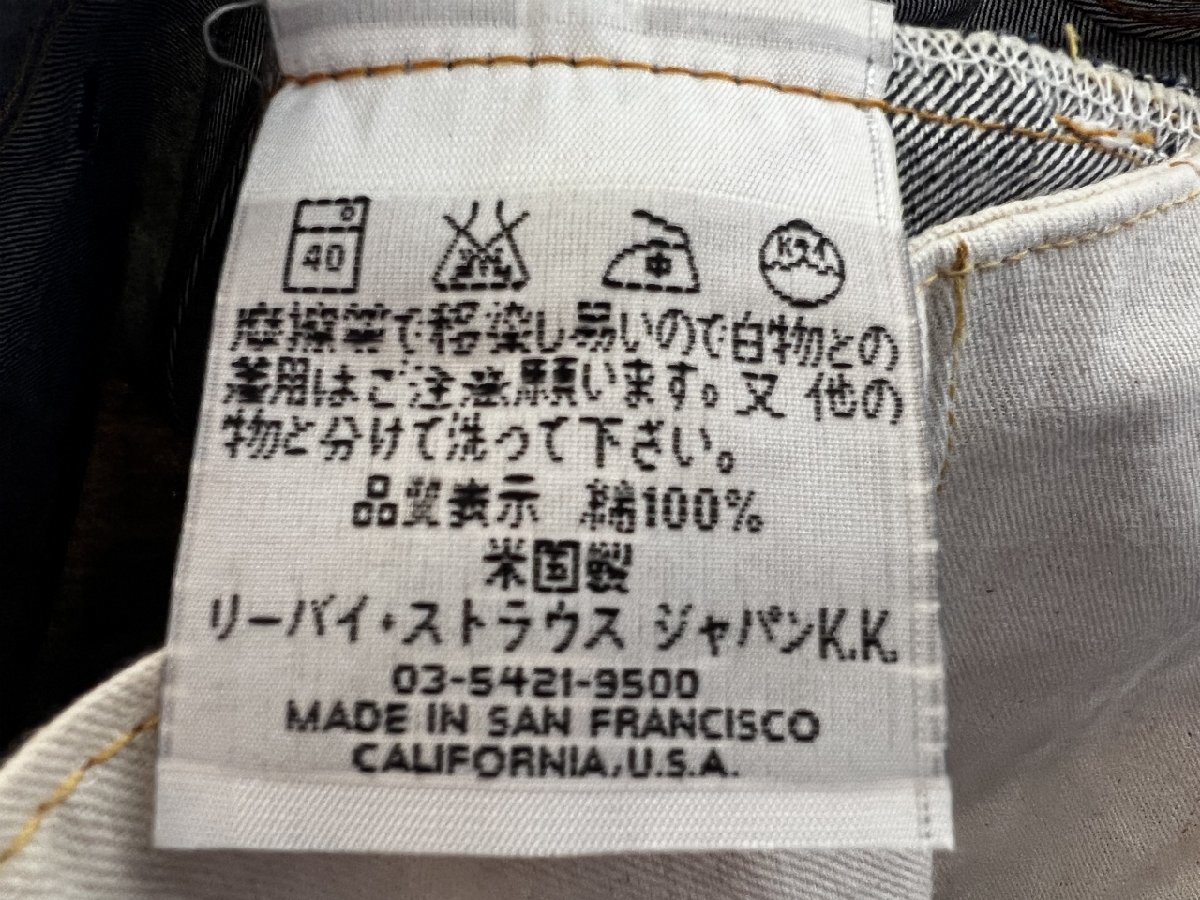 40
中
Kライ
摩擦等で移染し易いので白物との
着用はご注意願います。又 他の
物と分けて洗って下さい。
品質表示 綿100%
米国製
リーバイ・ストラウス ジャパンK.K.
03-5421-9500
MADE IN SAN FRANCISCO
CALIFORNIA, U.S.A.